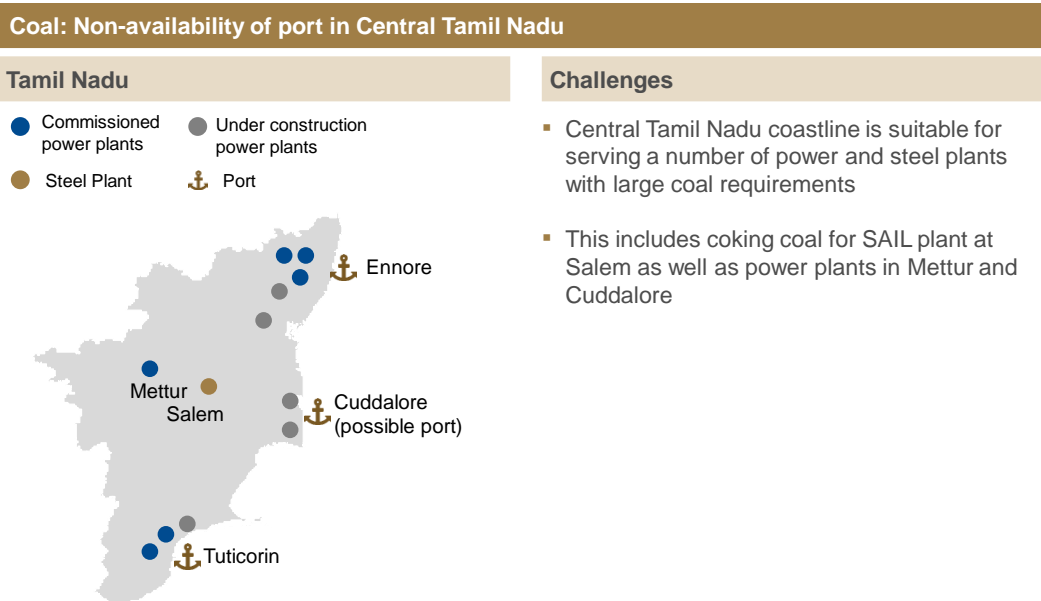 Coal: Non-availability of port in Central Tamil Nadu
Tamil Nadu
Commissioned
power plants
Under construction
power plants
Steel Plant
Port
Ennore
Mettur
Salem
Cuddalore
(possible port)
Tuticorin
Challenges
▪ Central Tamil Nadu coastline is suitable for
serving a number of power and steel plants
with large coal requirements
▪ This includes coking coal for SAIL plant at
Salem as well as power plants in Mettur and
Cuddalore